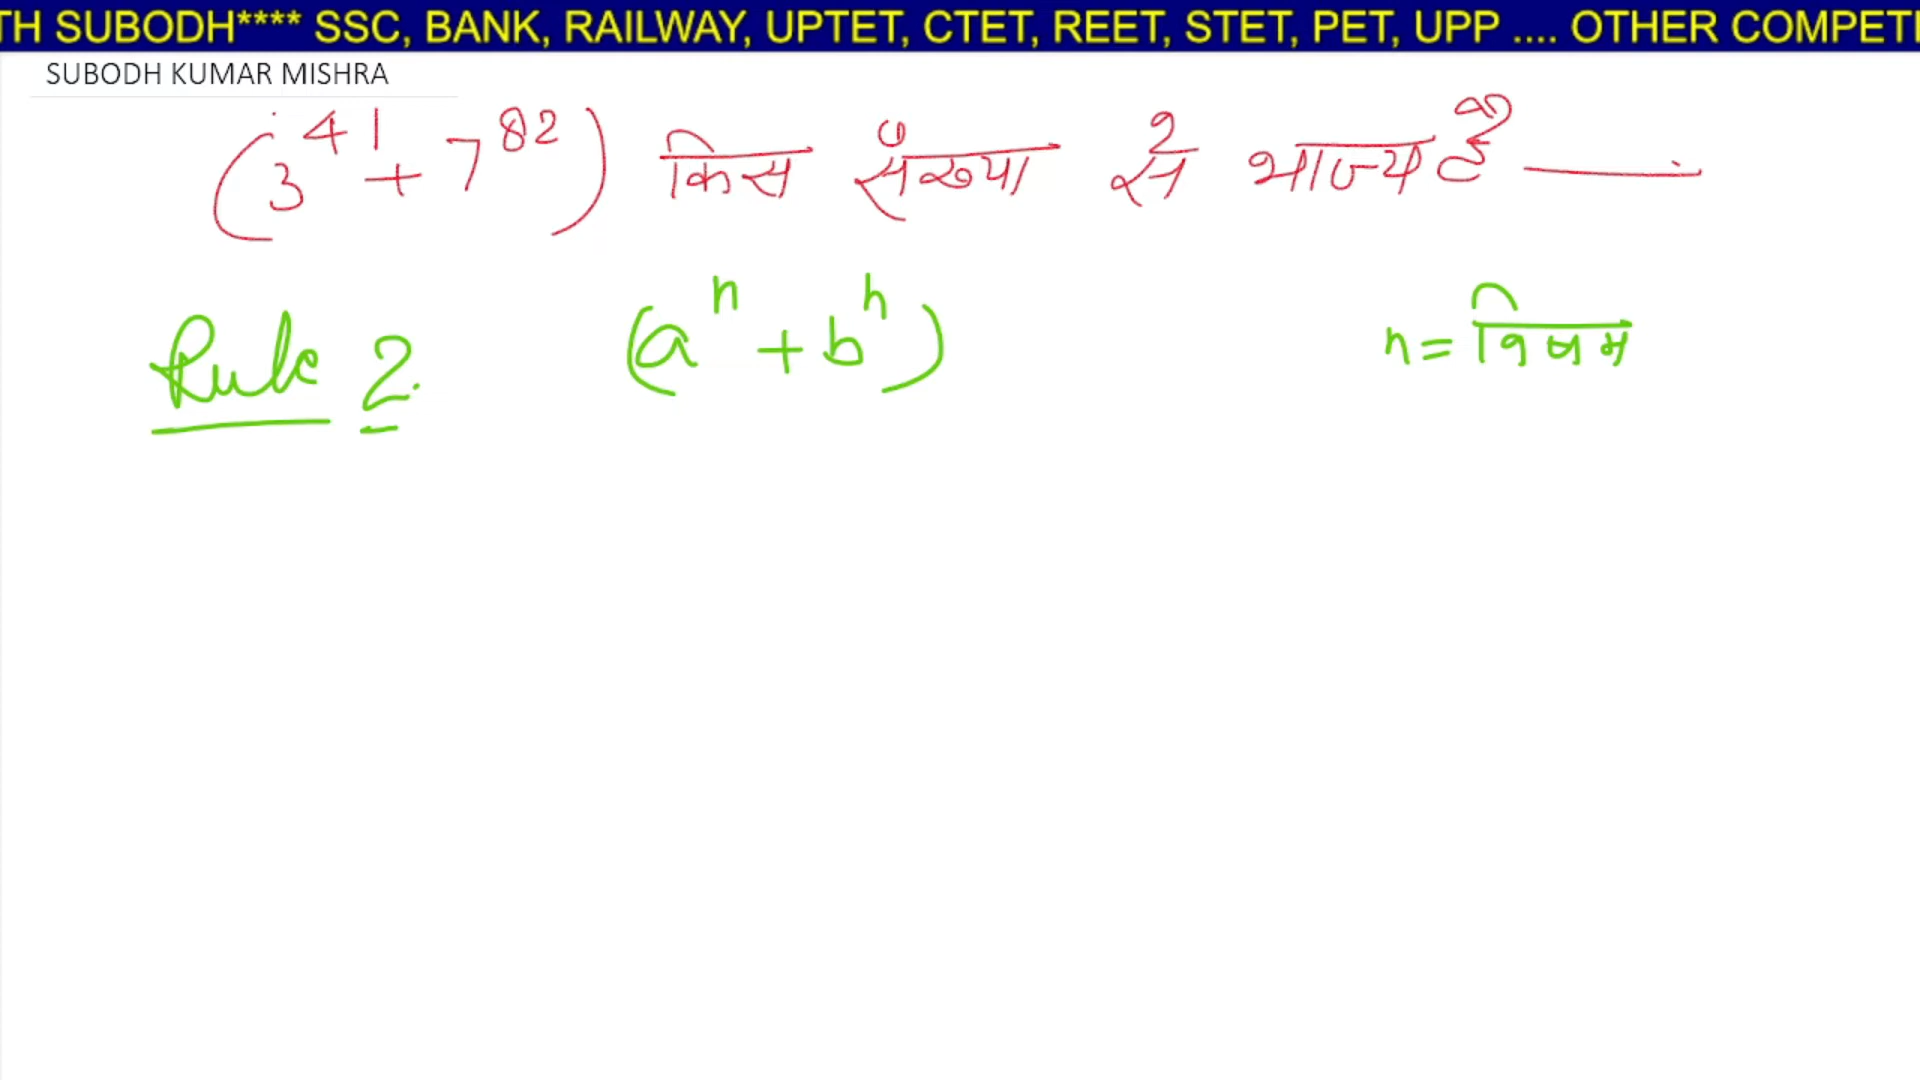 TH SUBODH**** SSC, BANK, RAILWAY, UPTET, CTET, REET, STET, PET, UPP .... OTHER COMPETI
SUBODH KUMAR MISHRA
(3^41 + 7^82) किस संख्या से भाज्य है
Rule 2. (a^n + b^n) n = विषम